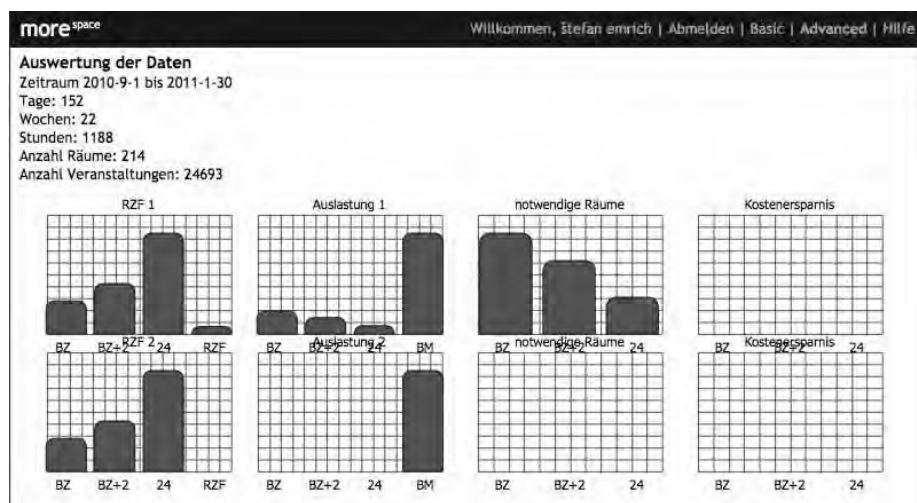 more space
Willkommen, Stefan emrich | Abmelden | Basic | Advanced | Hilfe
Auswertung der Daten
Zeitraum 2010-9-1 bis 2011-1-30
Tage: 152
Wochen: 22
Stunden: 1188
Anzahl Räume: 214
Anzahl Veranstaltungen: 24693
RZF 1 Auslastung 1 notwendige Räume Kostenersparnis
BZ BZ+2 24 RZF BZ BZ+2 24 BM BZ BZ+2 24 BZ BZ+2 24
RZF 2 Auslastung 2 notwendige Räume Kostenersparnis
BZ BZ+2 24 RZF BZ BZ+2 24 BM BZ BZ+2 24 BZ BZ+2 24